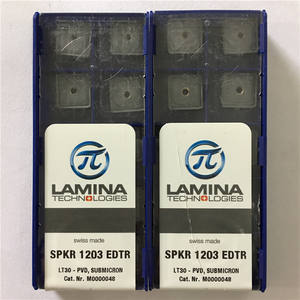 π
LAMINA
TECHNOLOGIES
swiss made
SPKR 1203 EDTR
LT30 - PVD, SUBMICRON
Cat Nr. M0000048
π
LAMINA
TECHNOLOGIES
swiss made
SPKR 1203 EDTR
LT30 - PVD, SUBMICRON
Cat Nr. M0000048